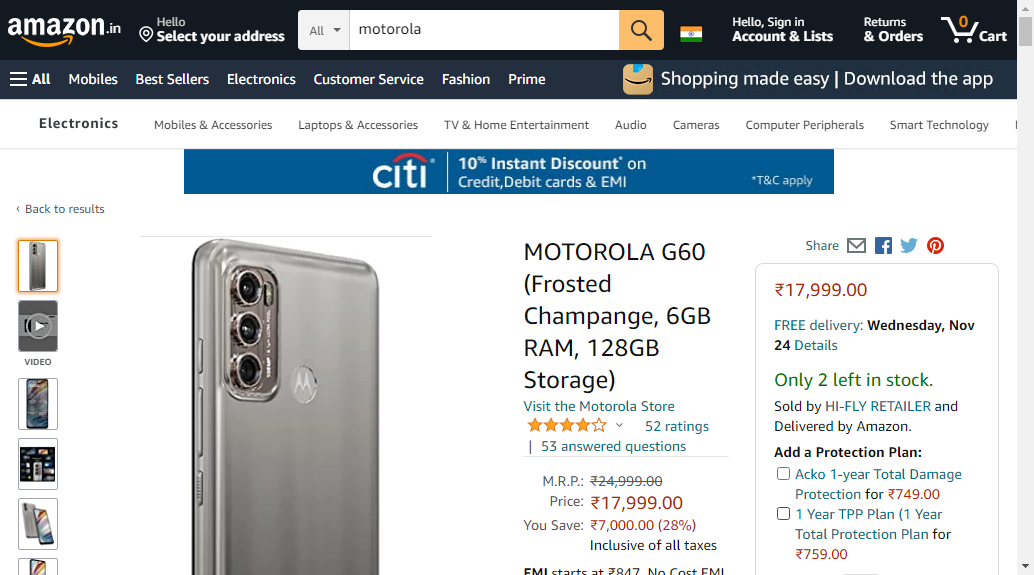 amazon.in
Hello
Select your address
All
motorola
Hello, Sign in
Account & Lists
Returns
& Orders
0
Cart
All
Mobiles
Best Sellers
Electronics
Customer Service
Fashion
Prime
Shopping made easy | Download the app
Electronics
Mobiles & Accessories
Laptops & Accessories
TV & Home Entertainment
Audio
Cameras
Computer Peripherals
Smart Technology
citi
10% Instant Discount* on
Credit,Debit cards & EMI
*T&C apply
‹ Back to results
VIDEO
MOTOROLA G60
(Frosted
Champange, 6GB
RAM, 128GB
Storage)
Visit the Motorola Store
52 ratings
| 53 answered questions
M.R.P.: ₹24,999.00
Price: ₹17,999.00
You Save: ₹7,000.00 (28%)
Inclusive of all taxes
EMI starts at ₹847. No Cost EMI
Share
₹17,999.00
FREE delivery: Wednesday, Nov
24 Details
Only 2 left in stock.
Sold by HI-FLY RETAILER and
Delivered by Amazon.
Add a Protection Plan:
Acko 1-year Total Damage
Protection for ₹749.00
1 Year TPP Plan (1 Year
Total Protection Plan for
₹759.00